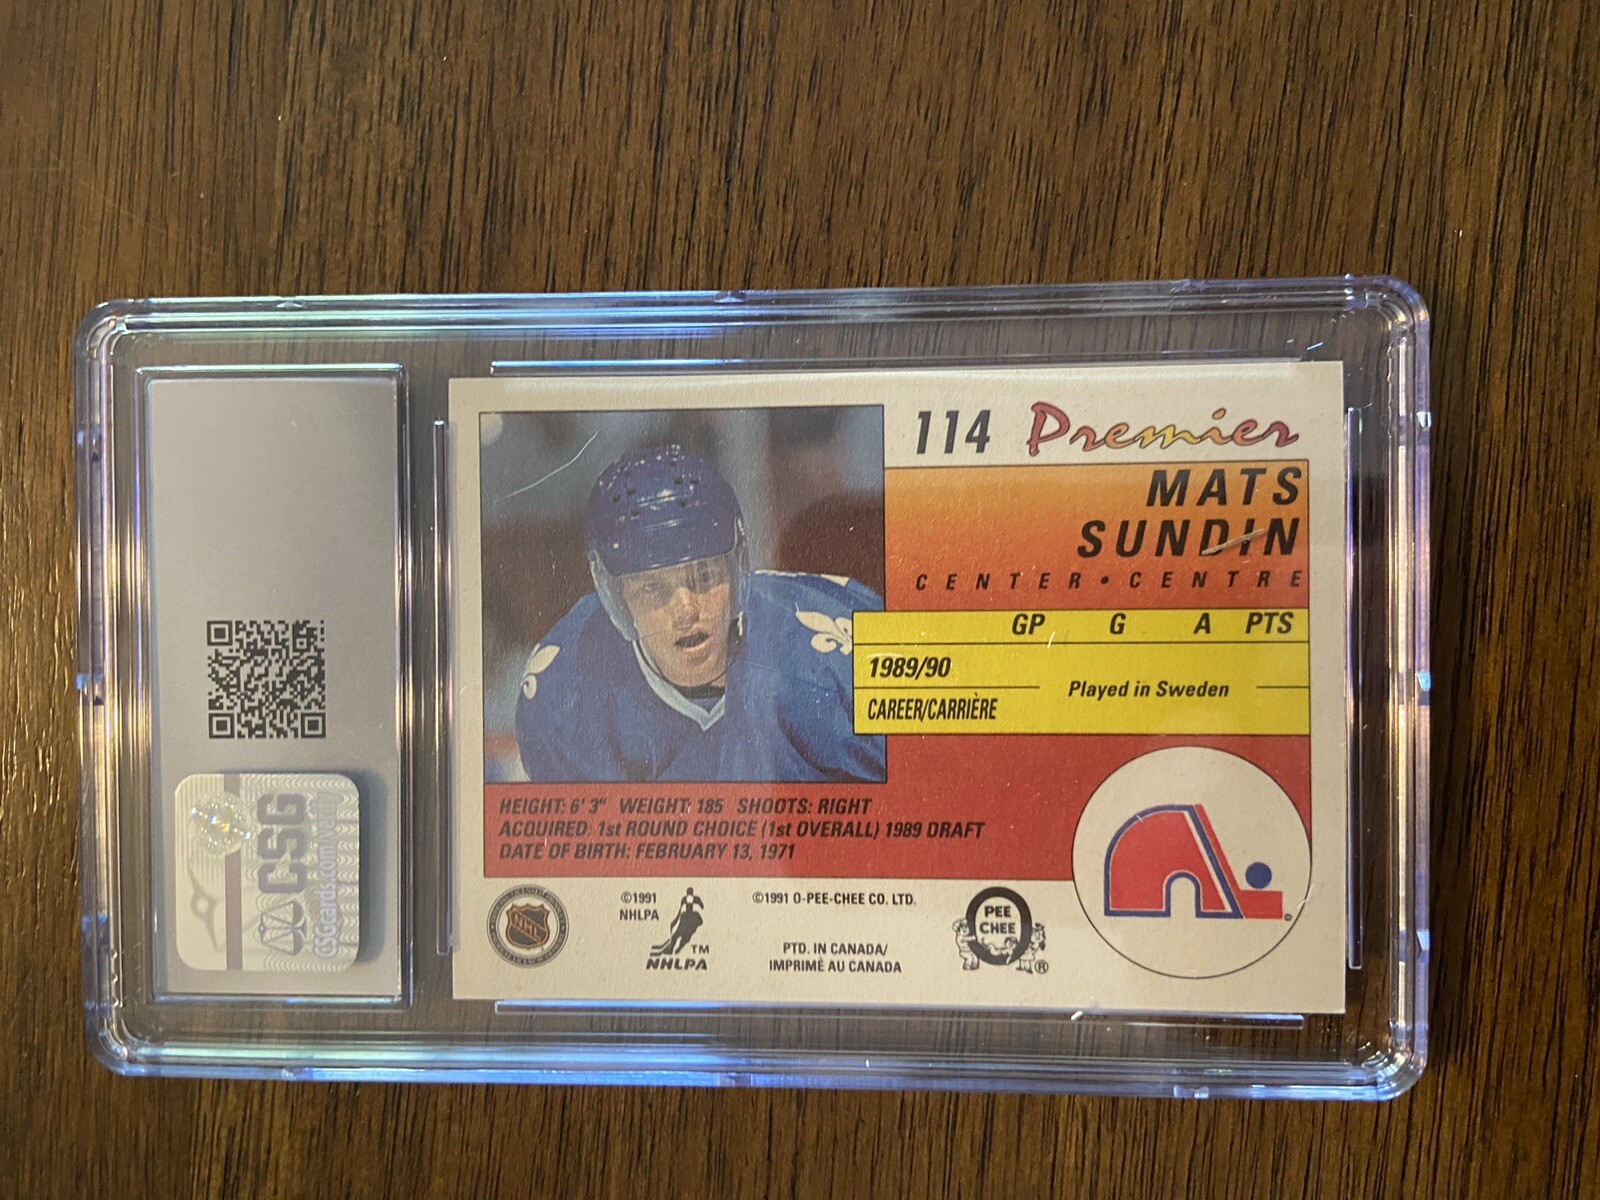 CSG
CSGcards.com/verify
114 Premier
MATS
SUNDIN
CENTER • CENTRE
GP G A PTS
1989/90
Played in Sweden
CAREER/CARRIÈRE
HEIGHT: 6' 3" WEIGHT: 185 SHOOTS: RIGHT
ACQUIRED: 1st ROUND CHOICE (1st OVERALL) 1989 DRAFT
DATE OF BIRTH: FEBRUARY 13, 1971
NHL
©1991
NHLPA
TM
NHLPA
©1991 O-PEE-CHEE CO. LTD.
PTD. IN CANADA/
IMPRIMÉ AU CANADA
O
PEE
CHEE
®
©